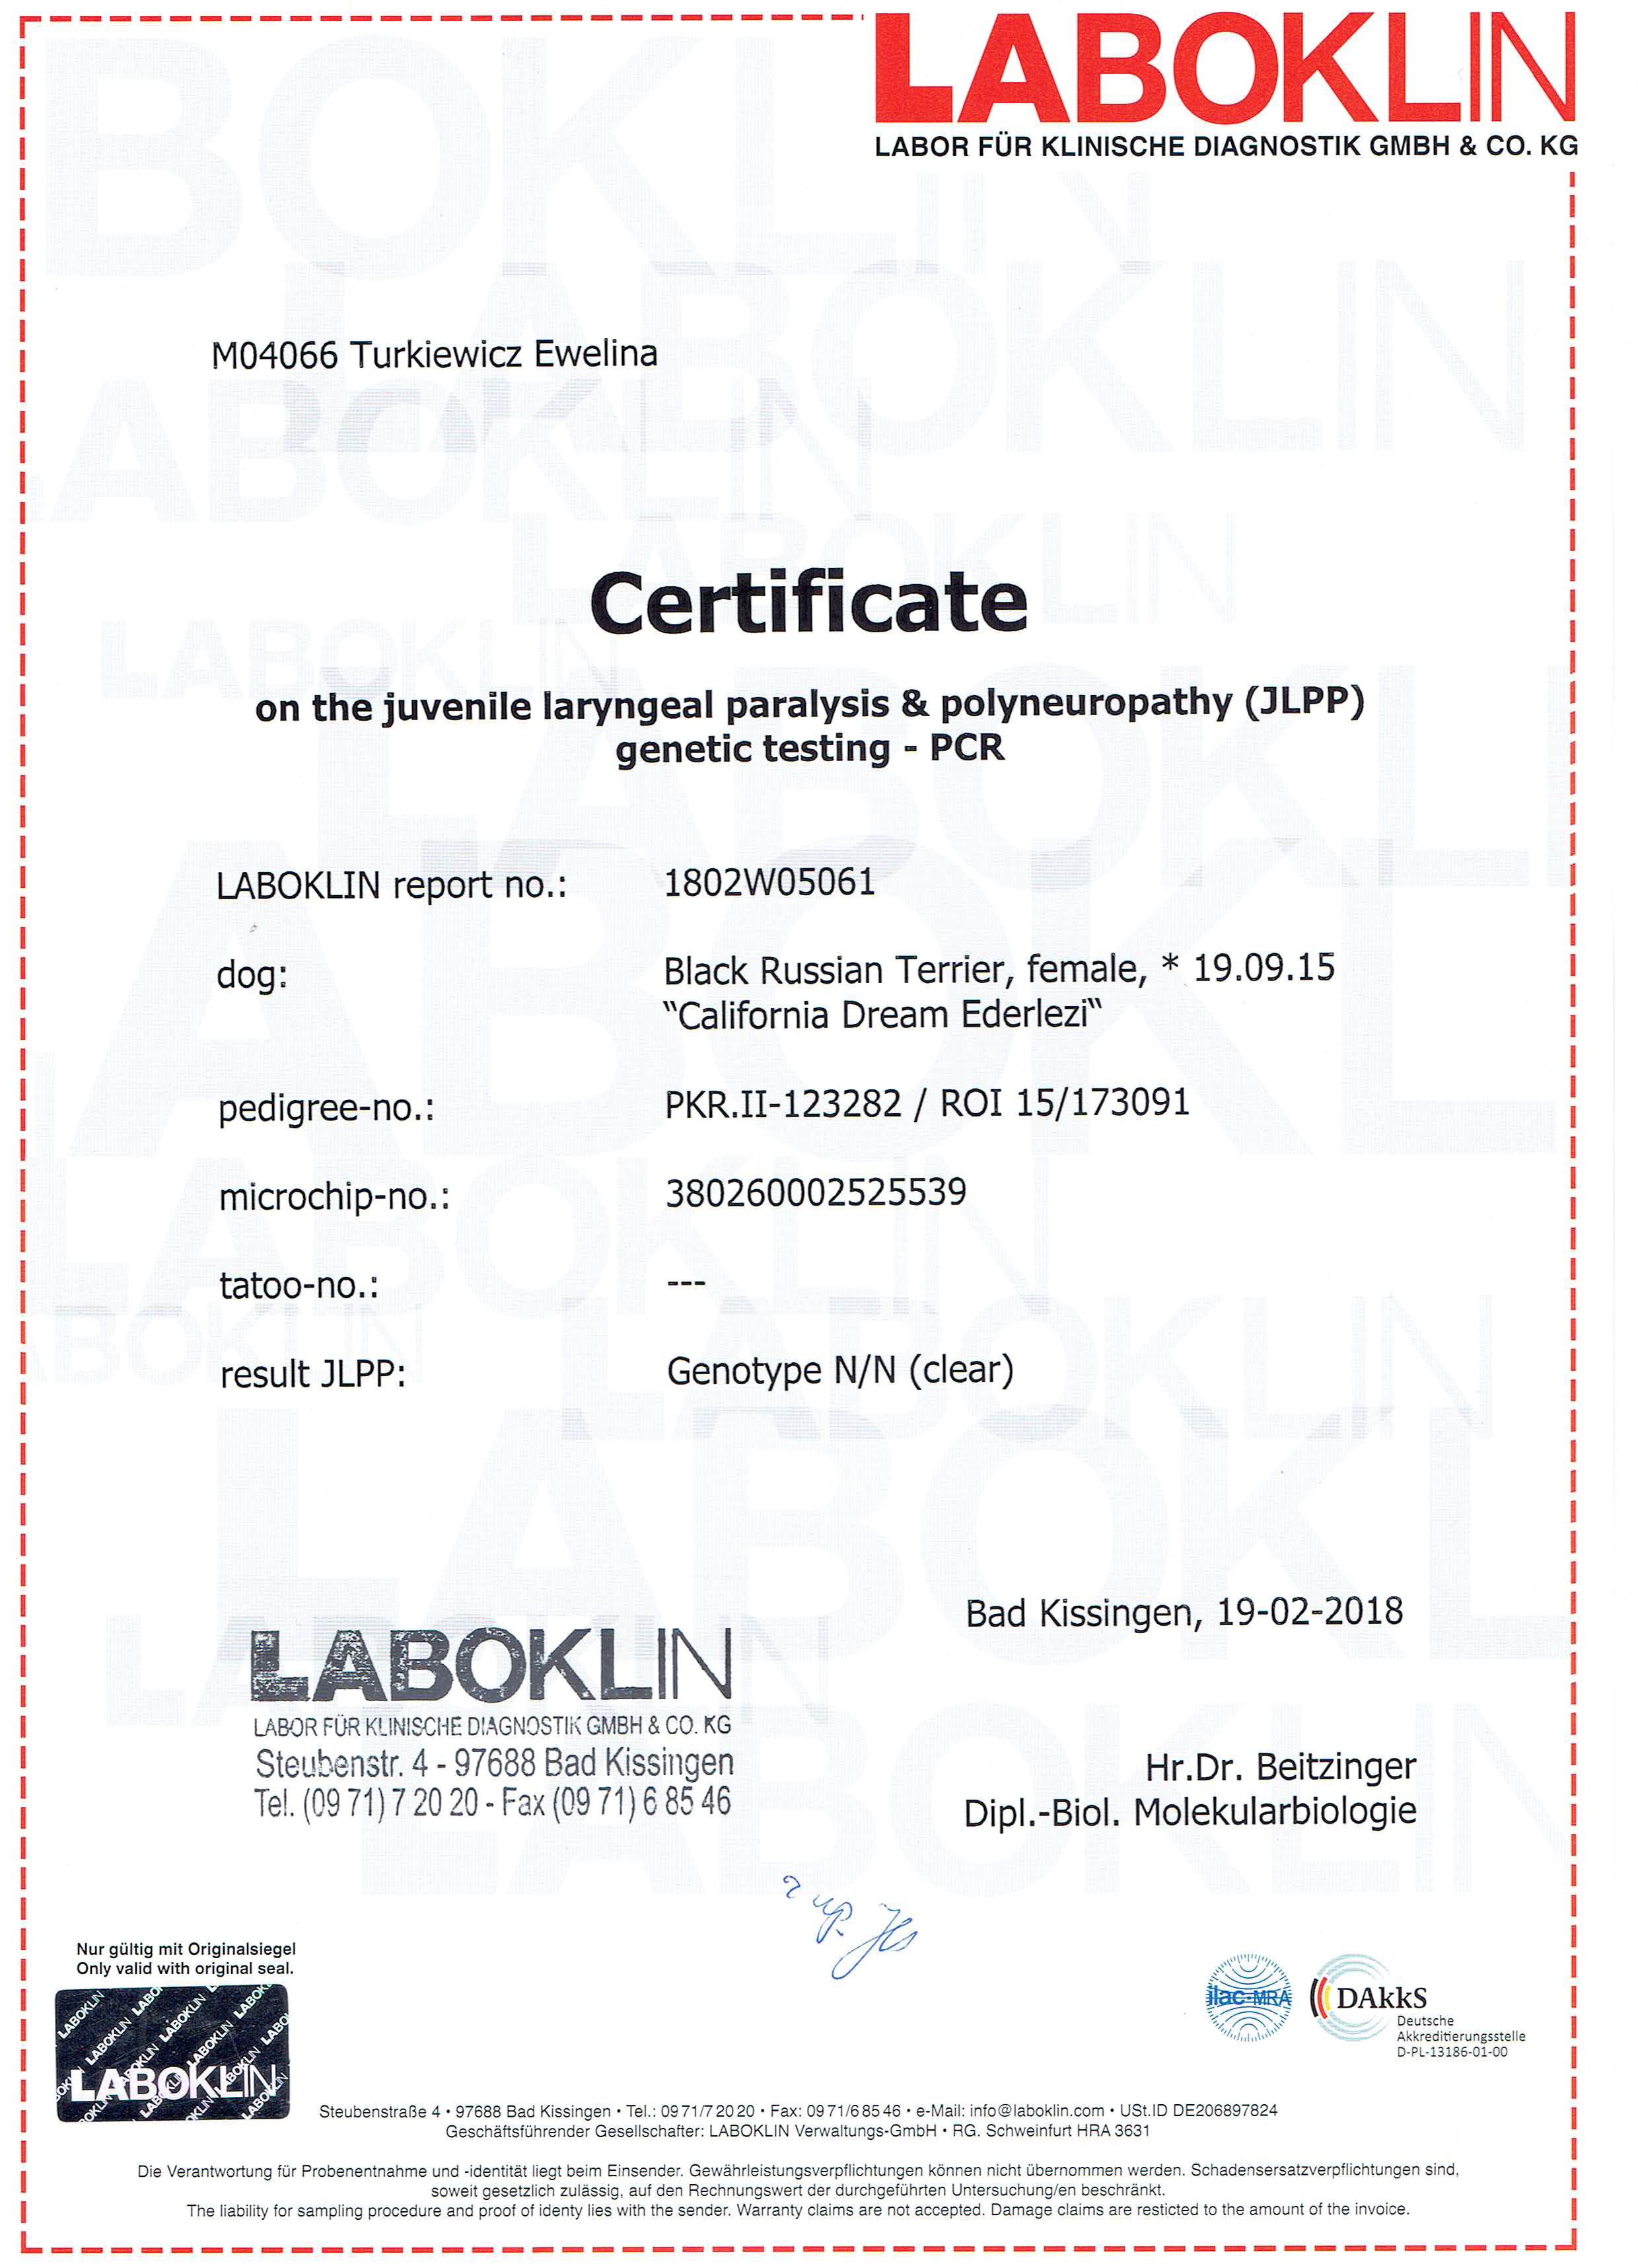 LABOKLIN
LABOR FÜR KLINISCHE DIAGNOSTIK GMBH & CO. KG
M04066 Turkiewicz Ewelina
Certificate
on the juvenile laryngeal paralysis & polyneuropathy (JLPP)
genetic testing - PCR
LABOKLIN report no.: 1802W05061
dog: Black Russian Terrier, female, * 19.09.15
"California Dream Ederlezi"
pedigree-no.: PKR.II-123282 / ROI 15/173091
microchip-no.: 380260002525539
tatoo-no.: ---
result JLPP: Genotype N/N (clear)
Bad Kissingen, 19-02-2018
LABOKLIN
LABOR FÜR KLINISCHE DIAGNOSTIK GMBH & CO. KG
Steubenstr. 4 - 97688 Bad Kissingen
Tel. (09 71) 7 20 20 - Fax (09 71) 6 85 46
Hr.Dr. Beitzinger
Dipl.-Biol. Molekularbiologie
Nur gültig mit Originalsiegel
Only valid with original seal.
LABOKLIN
ilac-MRA
DAkkS
Deutsche
Akkreditierungsstelle
D-PL-13186-01-00
Steubenstraße 4 • 97688 Bad Kissingen • Tel.: 09 71/7 20 20 • Fax: 09 71/6 85 46 • e-Mail: info@laboklin.com • USt.ID DE206897824
Geschäftsführender Gesellschafter: LABOKLIN Verwaltungs-GmbH • RG. Schweinfurt HRA 3631
Die Verantwortung für Probenentnahme und -identität liegt beim Einsender. Gewährleistungsverpflichtungen können nicht übernommen werden. Schadensersatzverpflichtungen sind,
soweit gesetzlich zulässig, auf den Rechnungswert der durchgeführten Untersuchung/en beschränkt.
The liability for sampling procedure and proof of identy lies with the sender. Warranty claims are not accepted. Damage claims are resticted to the amount of the invoice.